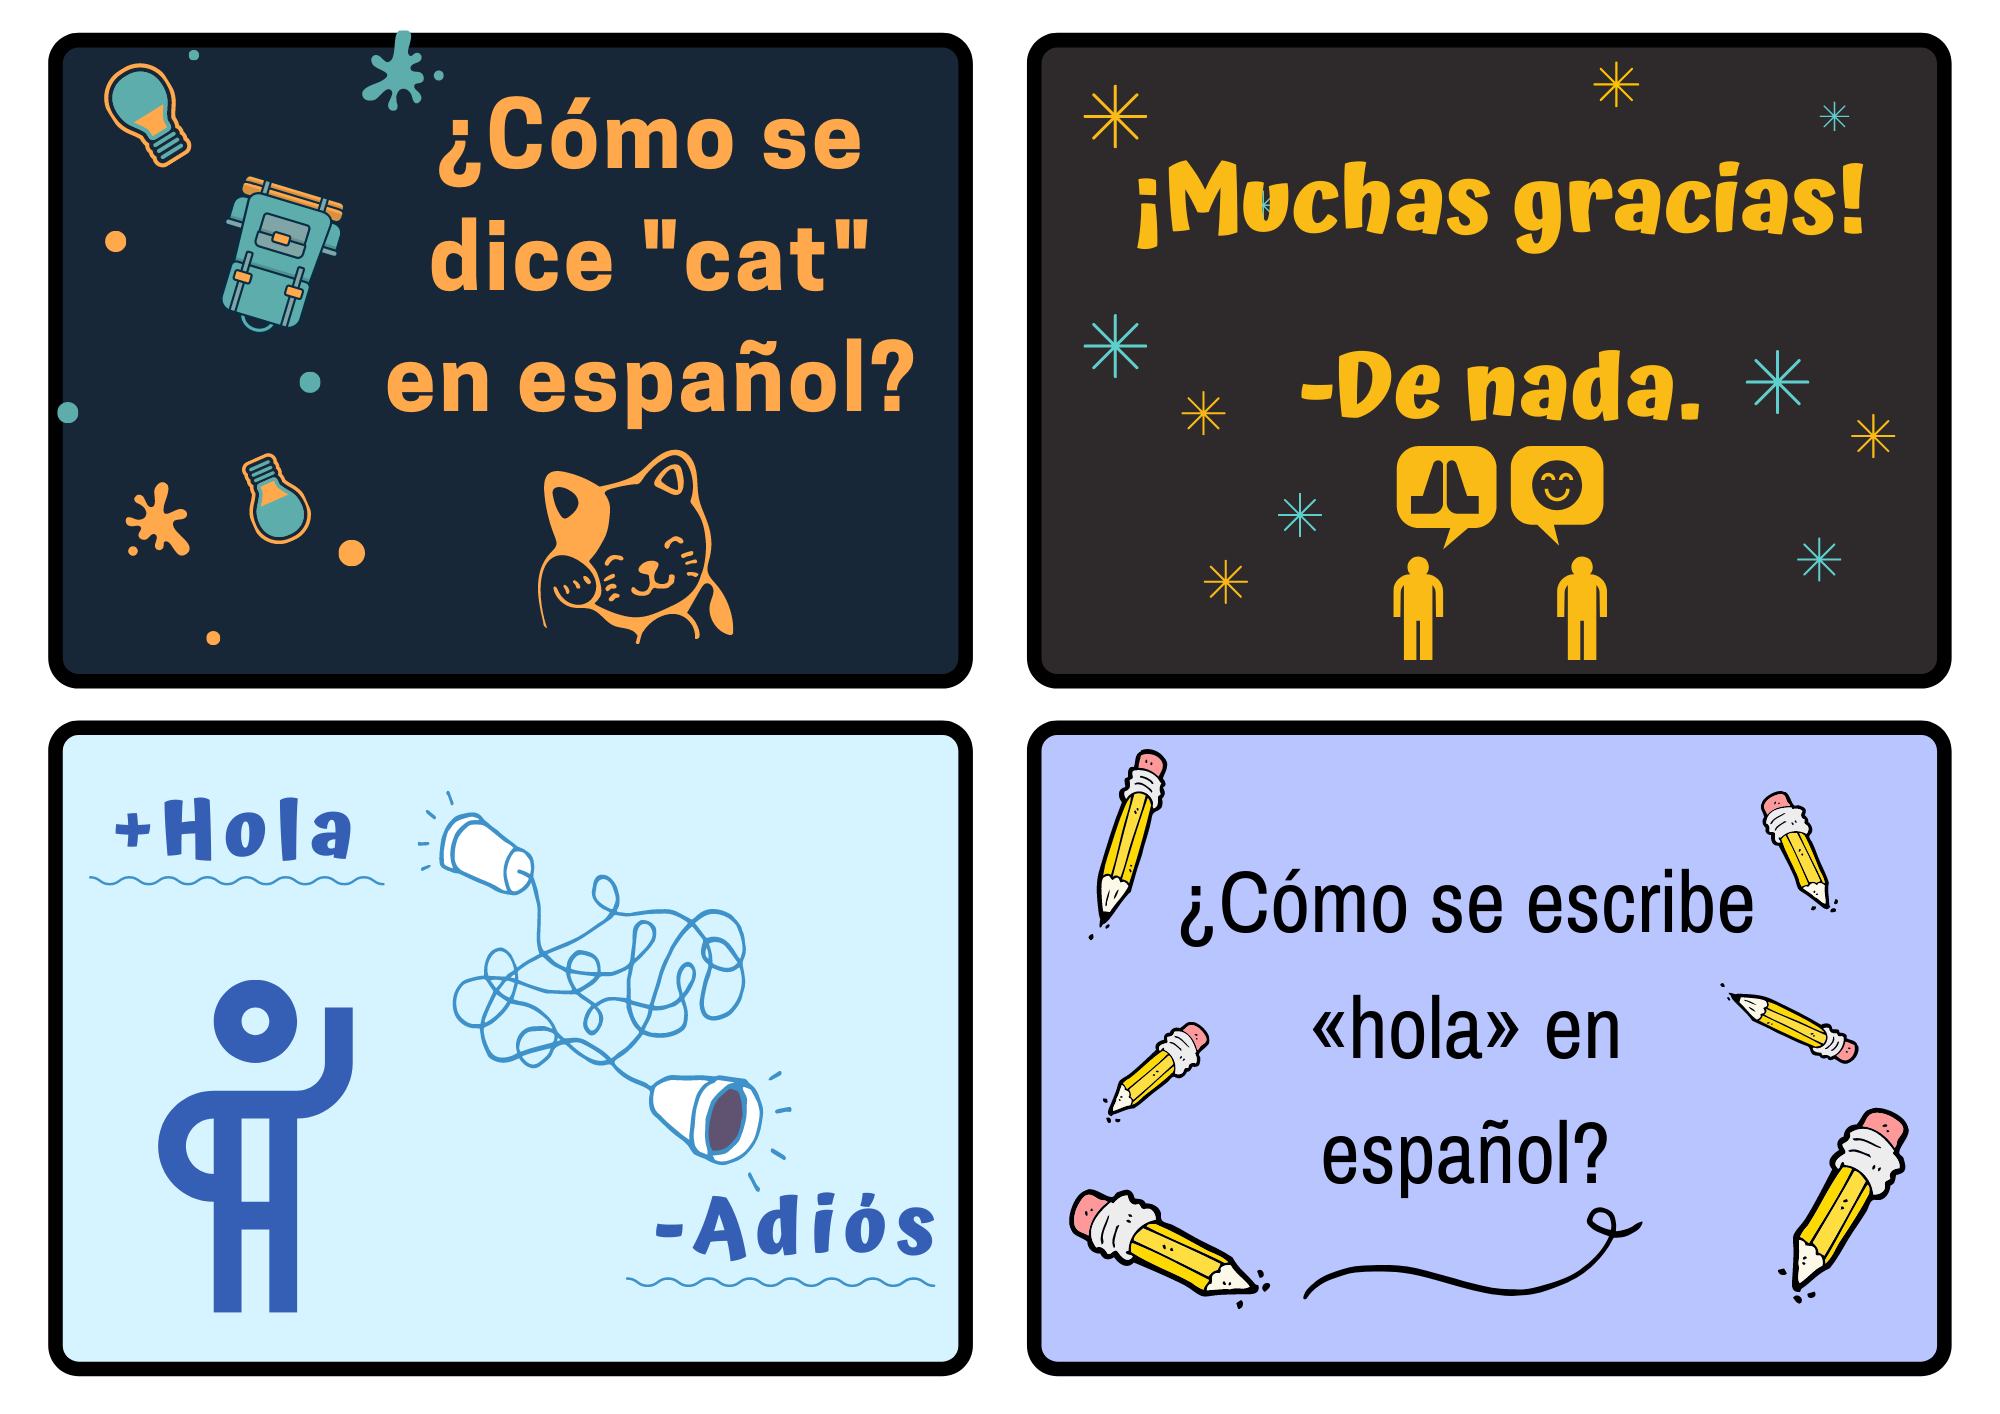 ¿Cómo se
dice "cat"
en español?
¡Muchas gracias!
-De nada.
+Hola
-Adiós
¿Cómo se escribe
«hola» en
español?